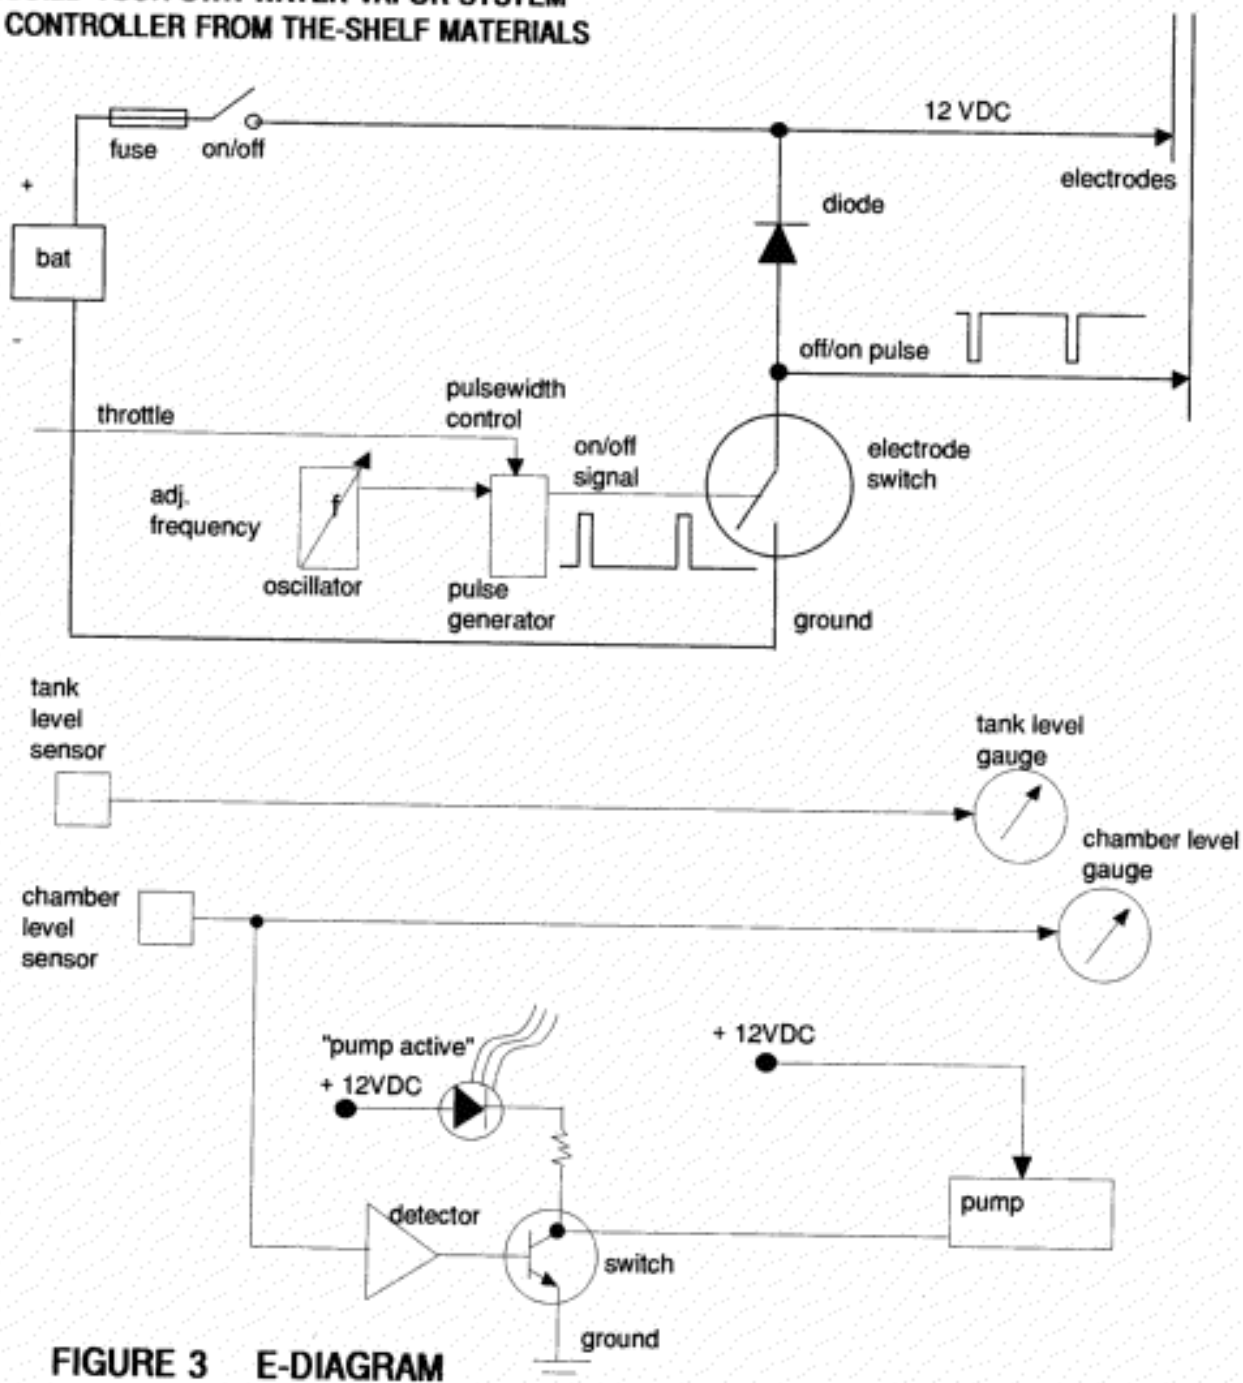 CONTROLLER FROM THE-SHELF MATERIALS
12 VDC
fuse
on/off
electrodes
+
diode
bat
-
off/on pulse
throttle
pulsewidth
control
on/off
signal
electrode
switch
adj.
frequency
f
oscillator
pulse
generator
ground
tank
level
sensor
tank level
gauge
chamber level
gauge
chamber
level
sensor
"pump active"
+ 12VDC
+ 12VDC
detector
pump
switch
ground
FIGURE 3 E-DIAGRAM